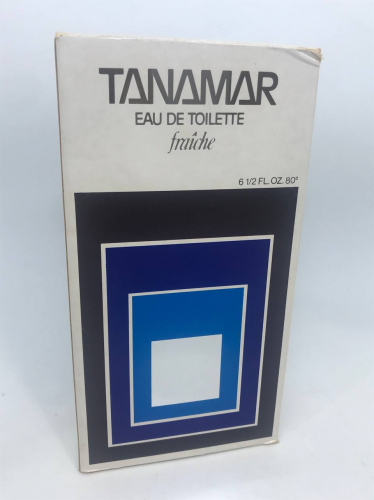 TANAMAR
EAU DE TOILETTE
fraîche
6 1/2 FL. OZ. 80°